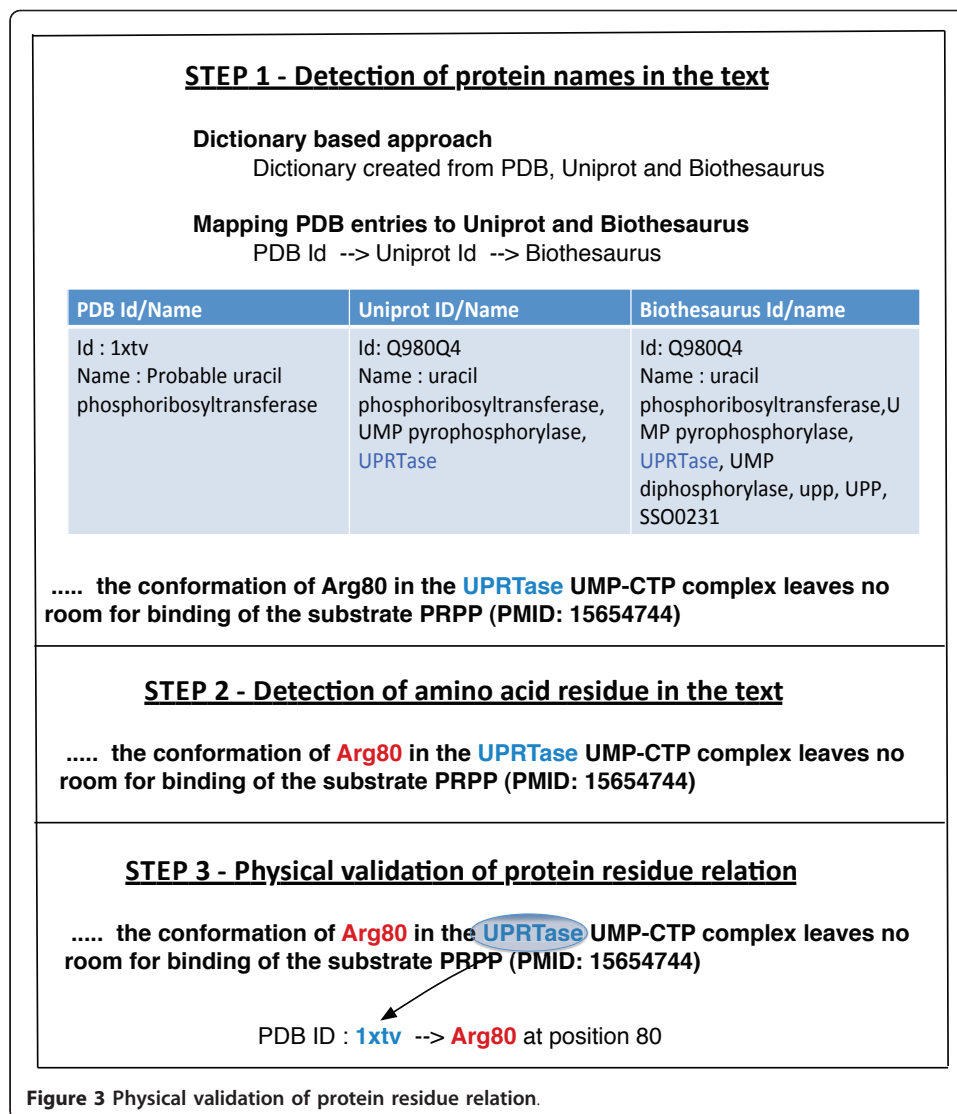 STEP 1 - Detection of protein names in the text
Dictionary based approach
Dictionary created from PDB, Uniprot and Biothesaurus
Mapping PDB entries to Uniprot and Biothesaurus
PDB Id --> Uniprot Id --> Biothesaurus
PDB Id/Name
Id : 1xtv
Name : Probable uracil
phosphoribosyltransferase
Uniprot ID/Name
Id: Q980Q4
Name : uracil
phosphoribosyltransferase,
UMP pyrophosphorylase,
UPRTase
Biothesaurus Id/name
Id: Q980Q4
Name : uracil
phosphoribosyltransferase,U
MP pyrophosphorylase,
UPRTase, UMP
diphosphorylase, upp, UPP,
SSO0231
..... the conformation of Arg80 in the UPRTase UMP-CTP complex leaves no
room for binding of the substrate PRPP (PMID: 15654744)
STEP 2 - Detection of amino acid residue in the text
..... the conformation of Arg80 in the UPRTase UMP-CTP complex leaves no
room for binding of the substrate PRPP (PMID: 15654744)
STEP 3 - Physical validation of protein residue relation
..... the conformation of Arg80 in the UPRTase UMP-CTP complex leaves no
room for binding of the substrate PRPP (PMID: 15654744)
PDB ID : 1xtv --> Arg80 at position 80
Figure 3 Physical validation of protein residue relation.